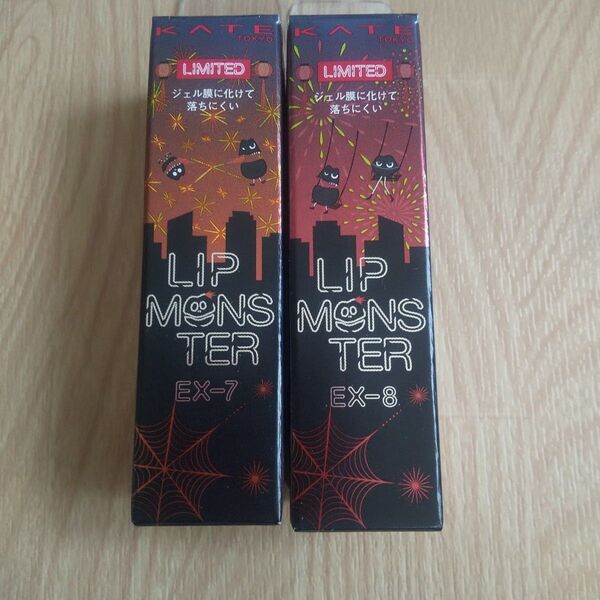 KATE
TOKYO
LIMITED
ジェル膜に化けて
落ちにくい
LIP
MONS
TER
EX-7
KATE
TOKYO
LIMITED
ジェル膜に化けて
落ちにくい
LIP
MONS
TER
EX-8